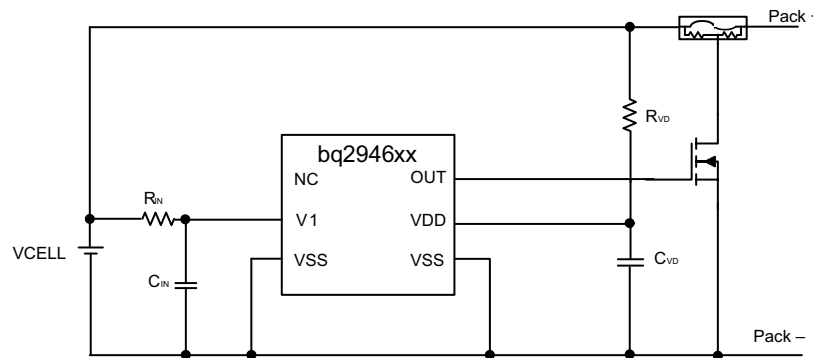 Pack +
RVD
bq2946xx
NC
OUT
RIN
V1
VDD
VCELL
VSS
VSS
CIN
CVD
Pack –